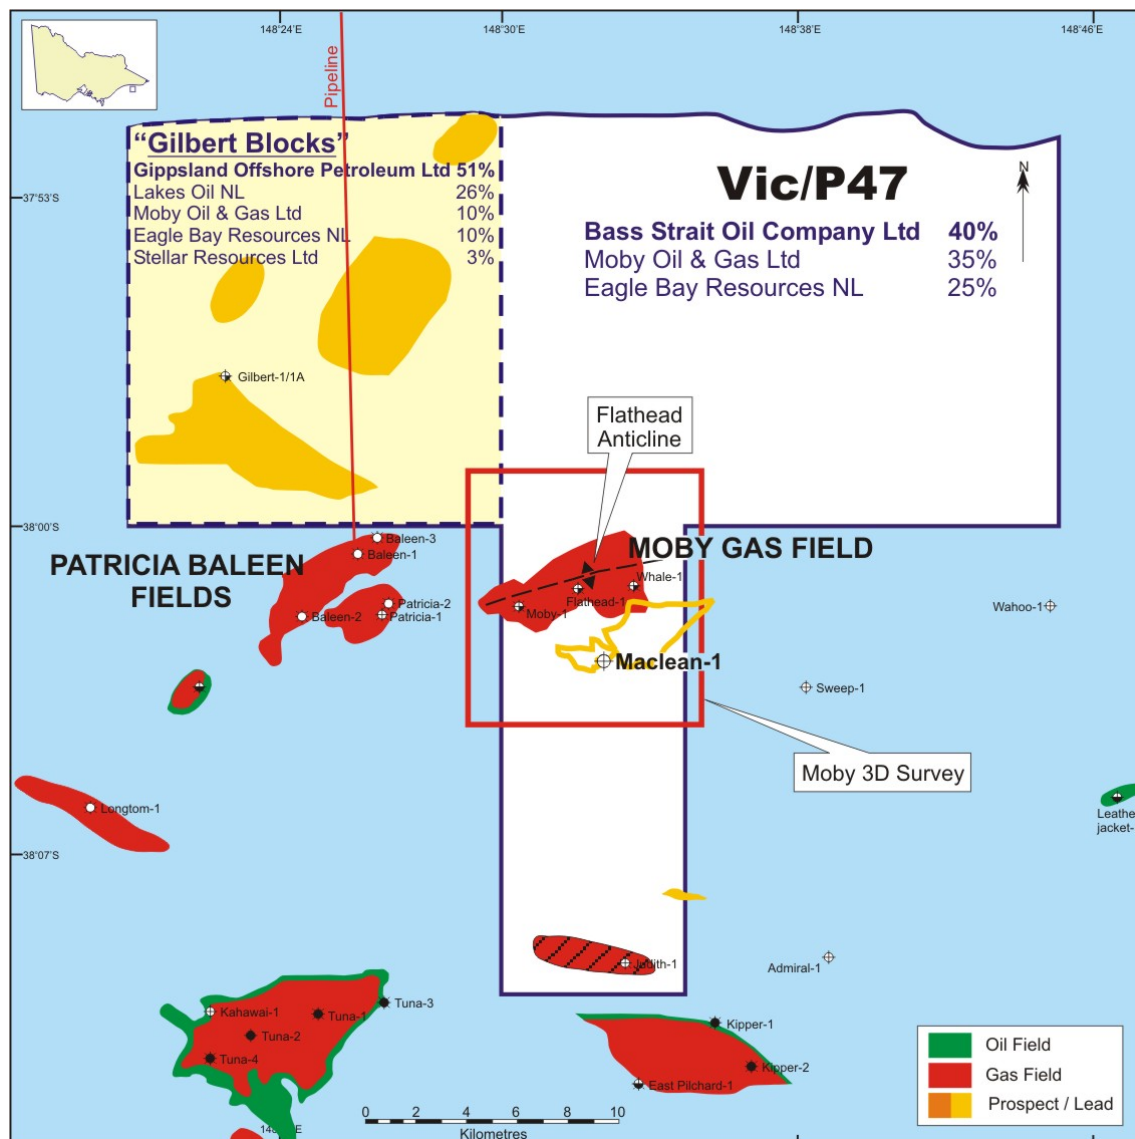 148°24'E
148°30'E
148°38'E
148°46'E
Pipeline
"Gilbert Blocks"
Gippsland Offshore Petroleum Ltd 51%
Lakes Oil NL 26%
Moby Oil & Gas Ltd 10%
Eagle Bay Resources NL 10%
Stellar Resources Ltd 3%
Vic/P47
N
37°53'S
Bass Strait Oil Company Ltd 40%
Moby Oil & Gas Ltd 35%
Eagle Bay Resources NL 25%
Gilbert-1/1A
Flathead
Anticline
38°00'S
Baleen-3
Baleen-1
PATRICIA BALEEN
FIELDS
MOBY GAS FIELD
Whale-1
Flathead-1
Moby-1
Patricia-2
Patricia-1
Baleen-2
Wahoo-1
Maclean-1
Sweep-1
Moby 3D Survey
Longtom-1
Leathe
jacket-
38°07'S
Judith-1
Admiral-1
Tuna-3
Kahawai-1
Tuna-1
Tuna-2
Tuna-4
Kipper-1
Kipper-2
East Pilchard-1
Oil Field
Gas Field
Prospect / Lead
0 2 4 6 8 10
Kilometres